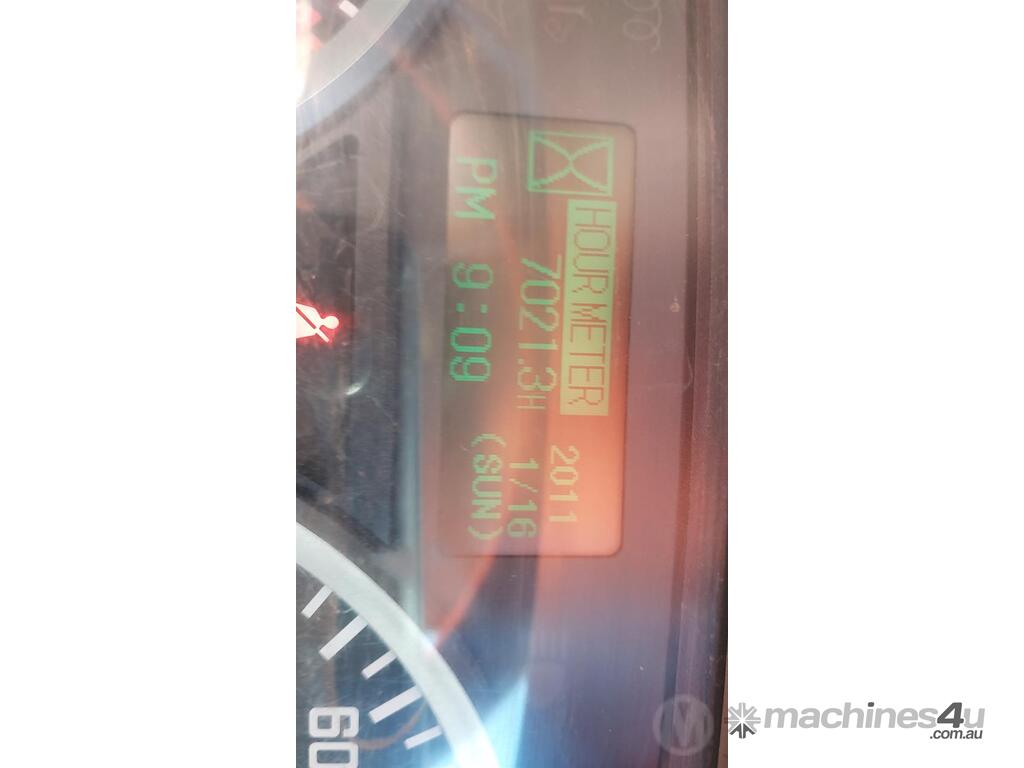 HOUR METER
2011
7021.3H
1/16
PM 9:09
(SUN)
60
M
machines4u
.com.au